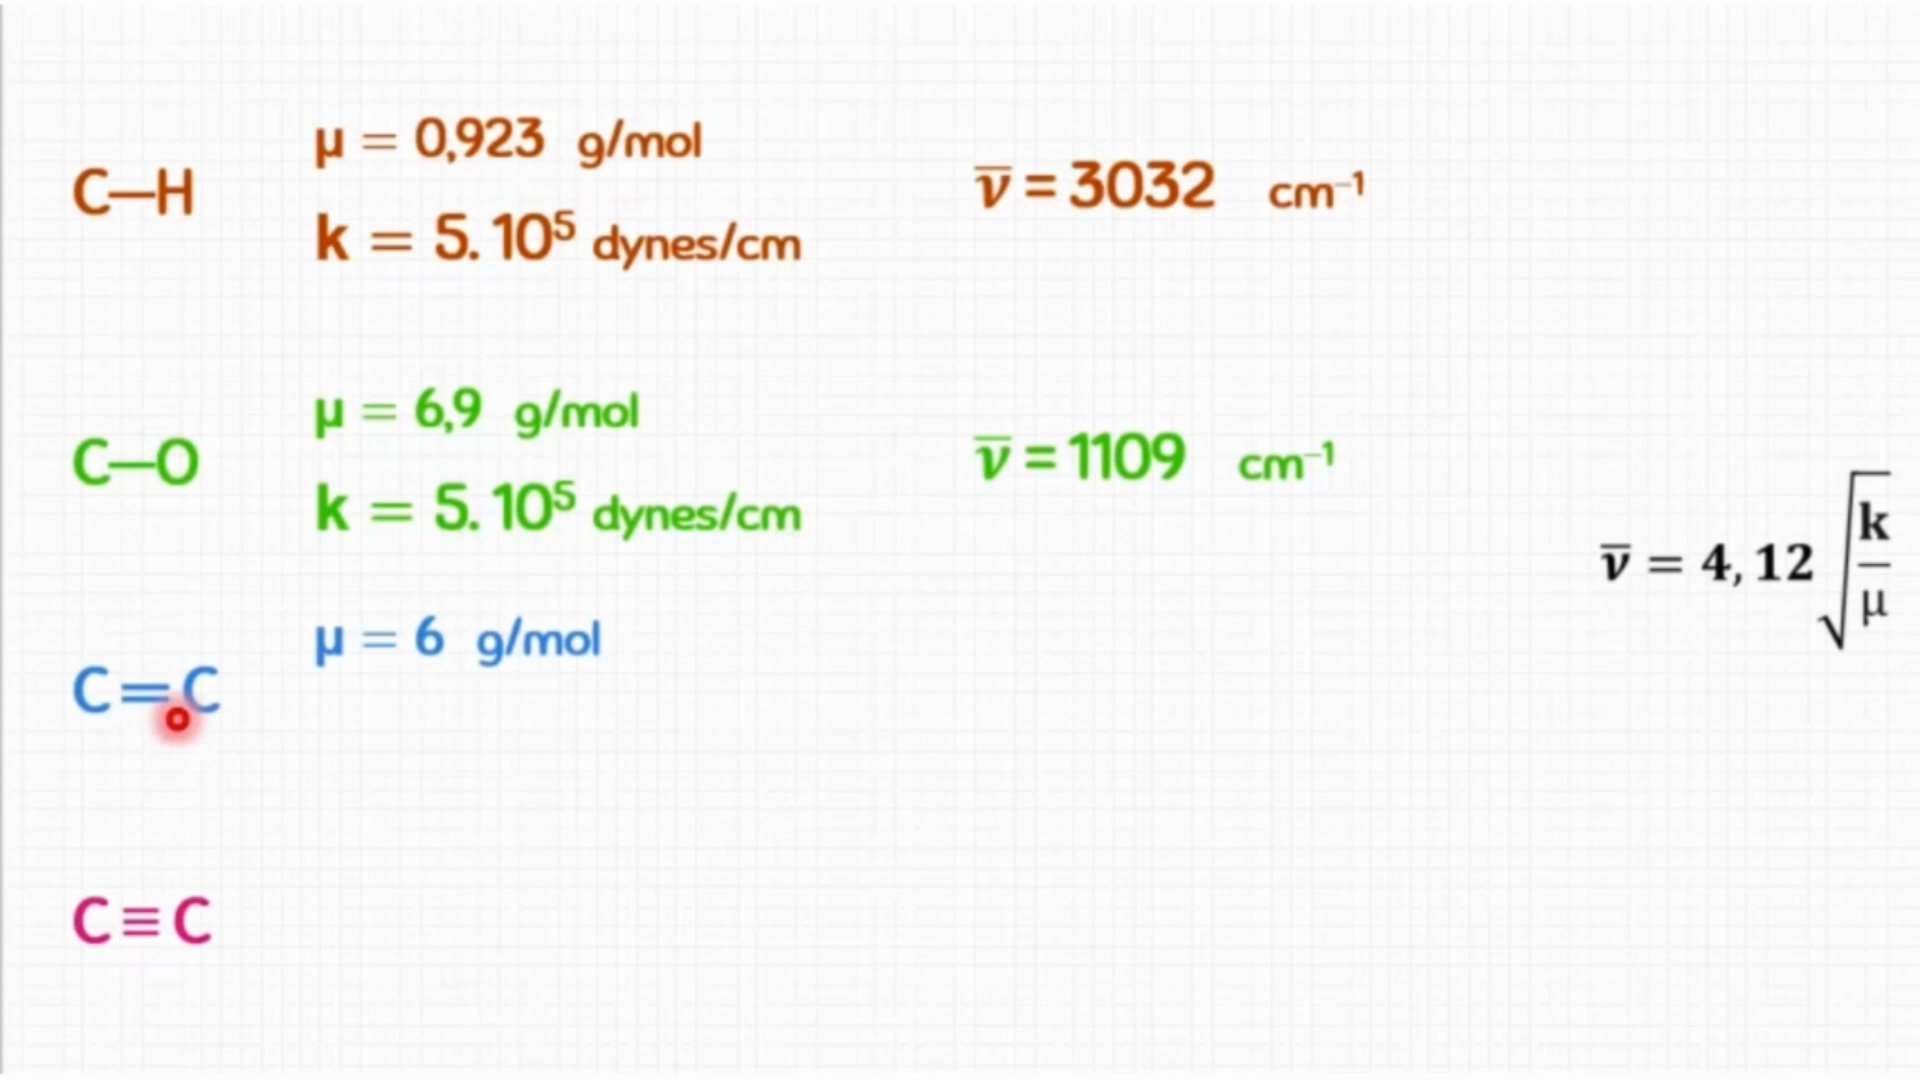 C—H
μ = 0,923 g/mol
k = 5. 10⁵ dynes/cm
ν̅ = 3032 cm⁻¹
C—O
μ = 6,9 g/mol
k = 5. 10⁵ dynes/cm
ν̅ = 1109 cm⁻¹
ν̅ = 4, 12 √(k/μ)
C=C
μ = 6 g/mol
C≡C